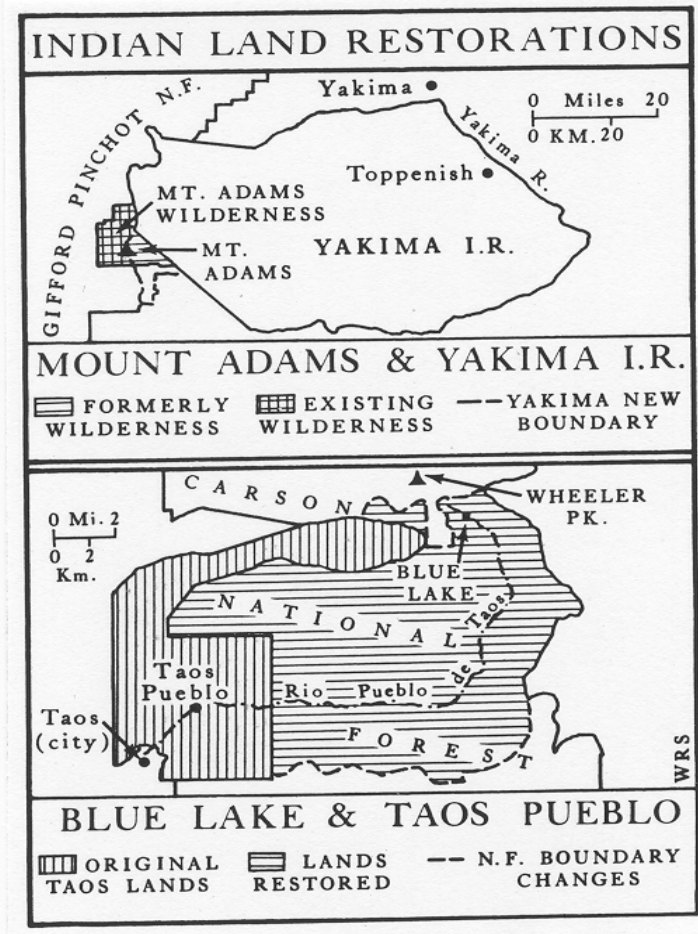 INDIAN LAND RESTORATIONS
GIFFORD PINCHOT N.F.
Yakima
0 Miles 20
0 KM. 20
Yakima R.
Toppenish
MT. ADAMS
WILDERNESS
MT.
ADAMS
YAKIMA I.R.
MOUNT ADAMS & YAKIMA I.R.
FORMERLY
WILDERNESS
EXISTING
WILDERNESS
YAKIMA NEW
BOUNDARY
CARSON
NATIONAL
FOREST
WHEELER
PK.
0 Mi. 2
0 2
Km.
BLUE
LAKE
Taos
Pueblo
Rio Pueblo de Taos
Taos
(city)
WRS
BLUE LAKE & TAOS PUEBLO
ORIGINAL
TAOS LANDS
LANDS
RESTORED
N.F. BOUNDARY
CHANGES